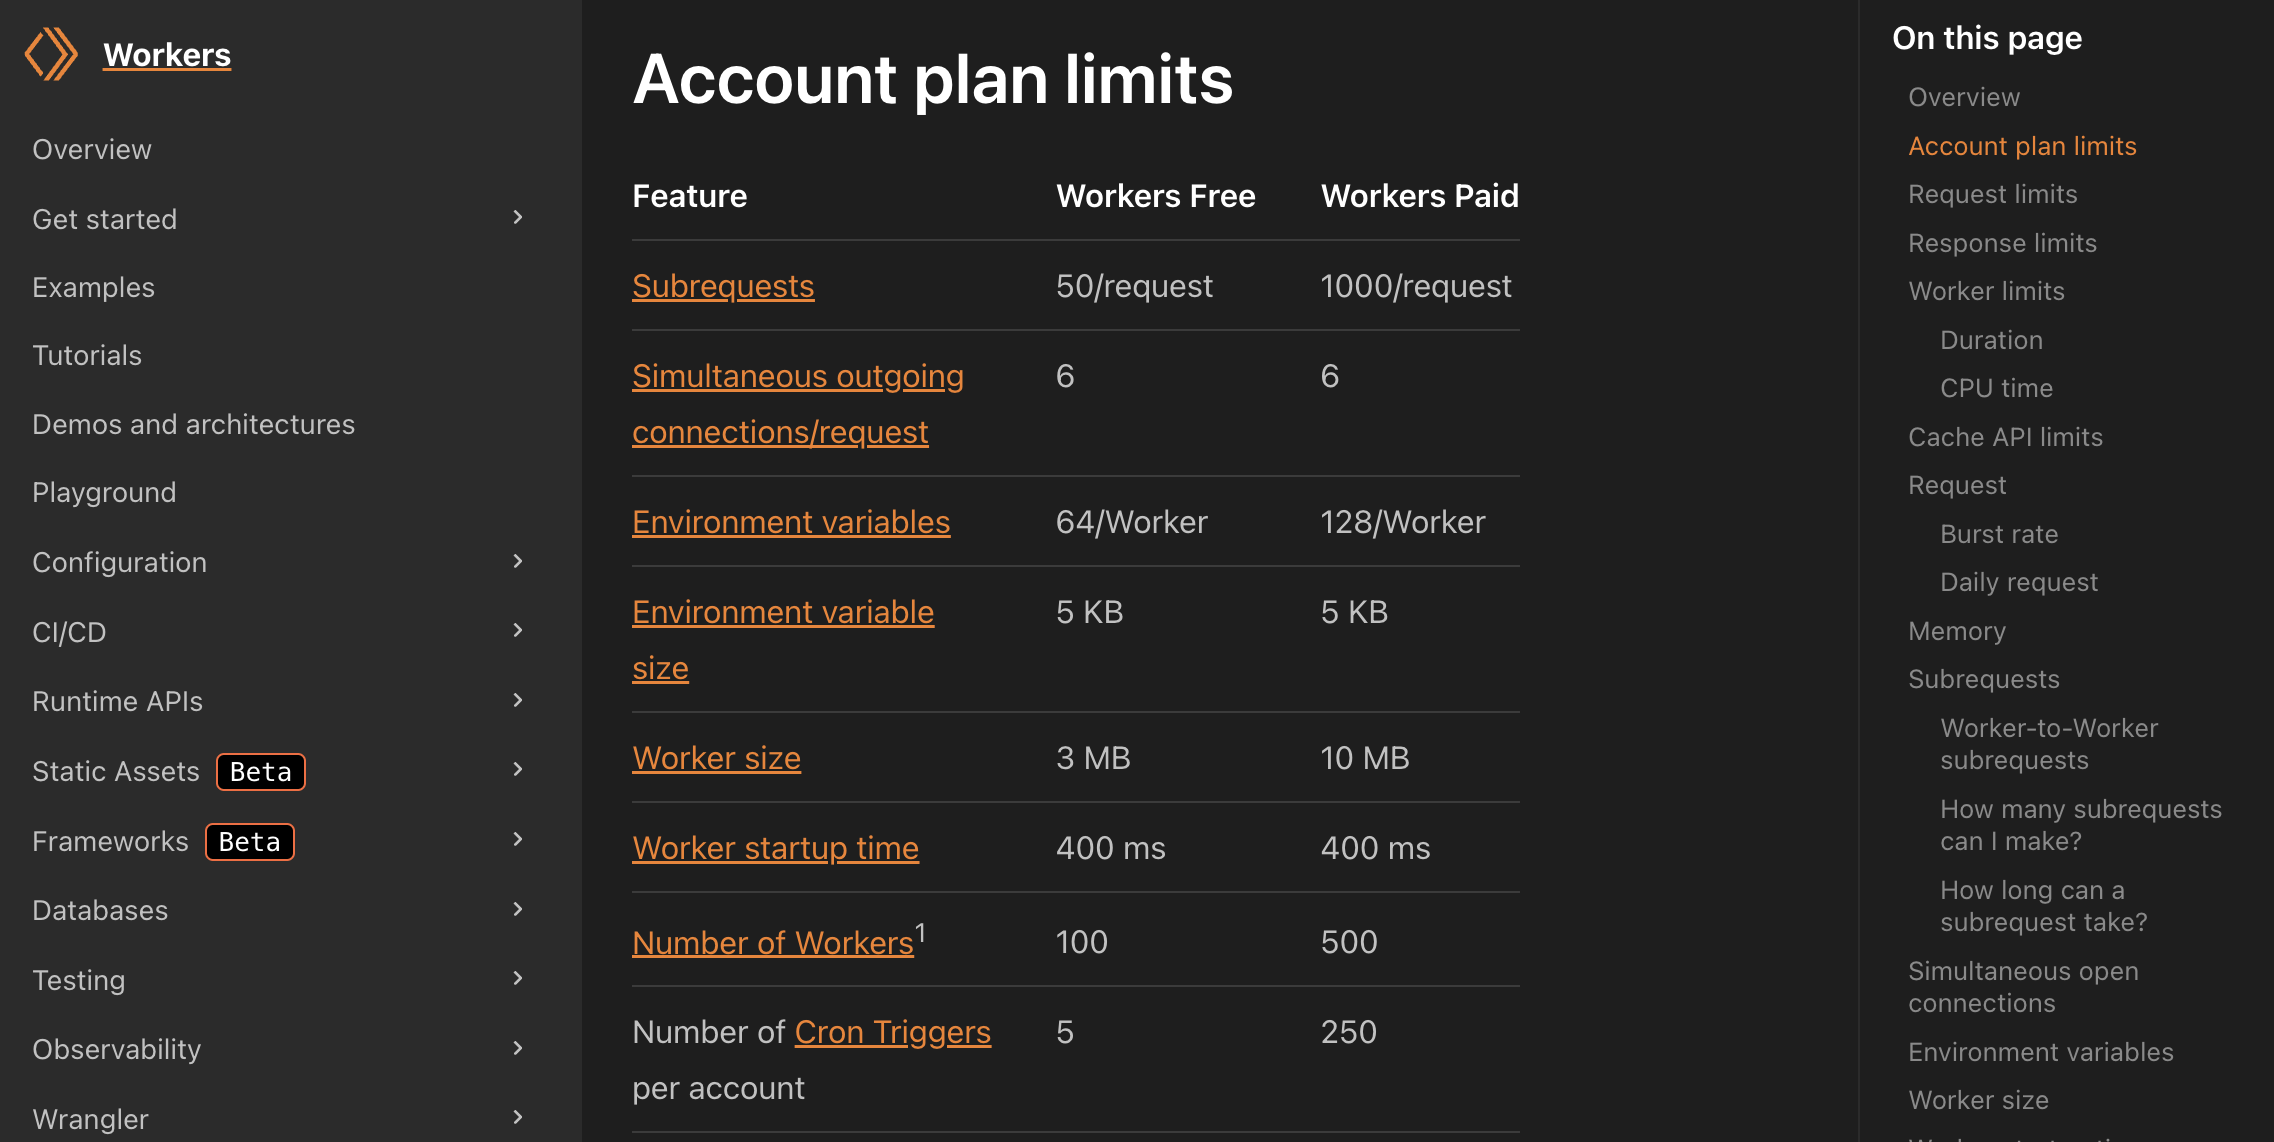 Workers
Overview
Get started
Examples
Tutorials
Demos and architectures
Playground
Configuration
CI/CD
Runtime APIs
Static Assets Beta
Frameworks Beta
Databases
Testing
Observability
Wrangler
Account plan limits
Feature Workers Free Workers Paid
Subrequests 50/request 1000/request
Simultaneous outgoing 6 6
connections/request
Environment variables 64/Worker 128/Worker
Environment variable 5 KB 5 KB
size
Worker size 3 MB 10 MB
Worker startup time 400 ms 400 ms
Number of Workers1 100 500
Number of Cron Triggers 5 250
per account
On this page
Overview
Account plan limits
Request limits
Response limits
Worker limits
Duration
CPU time
Cache API limits
Request
Burst rate
Daily request
Memory
Subrequests
Worker-to-Worker
subrequests
How many subrequests
can I make?
How long can a
subrequest take?
Simultaneous open
connections
Environment variables
Worker size